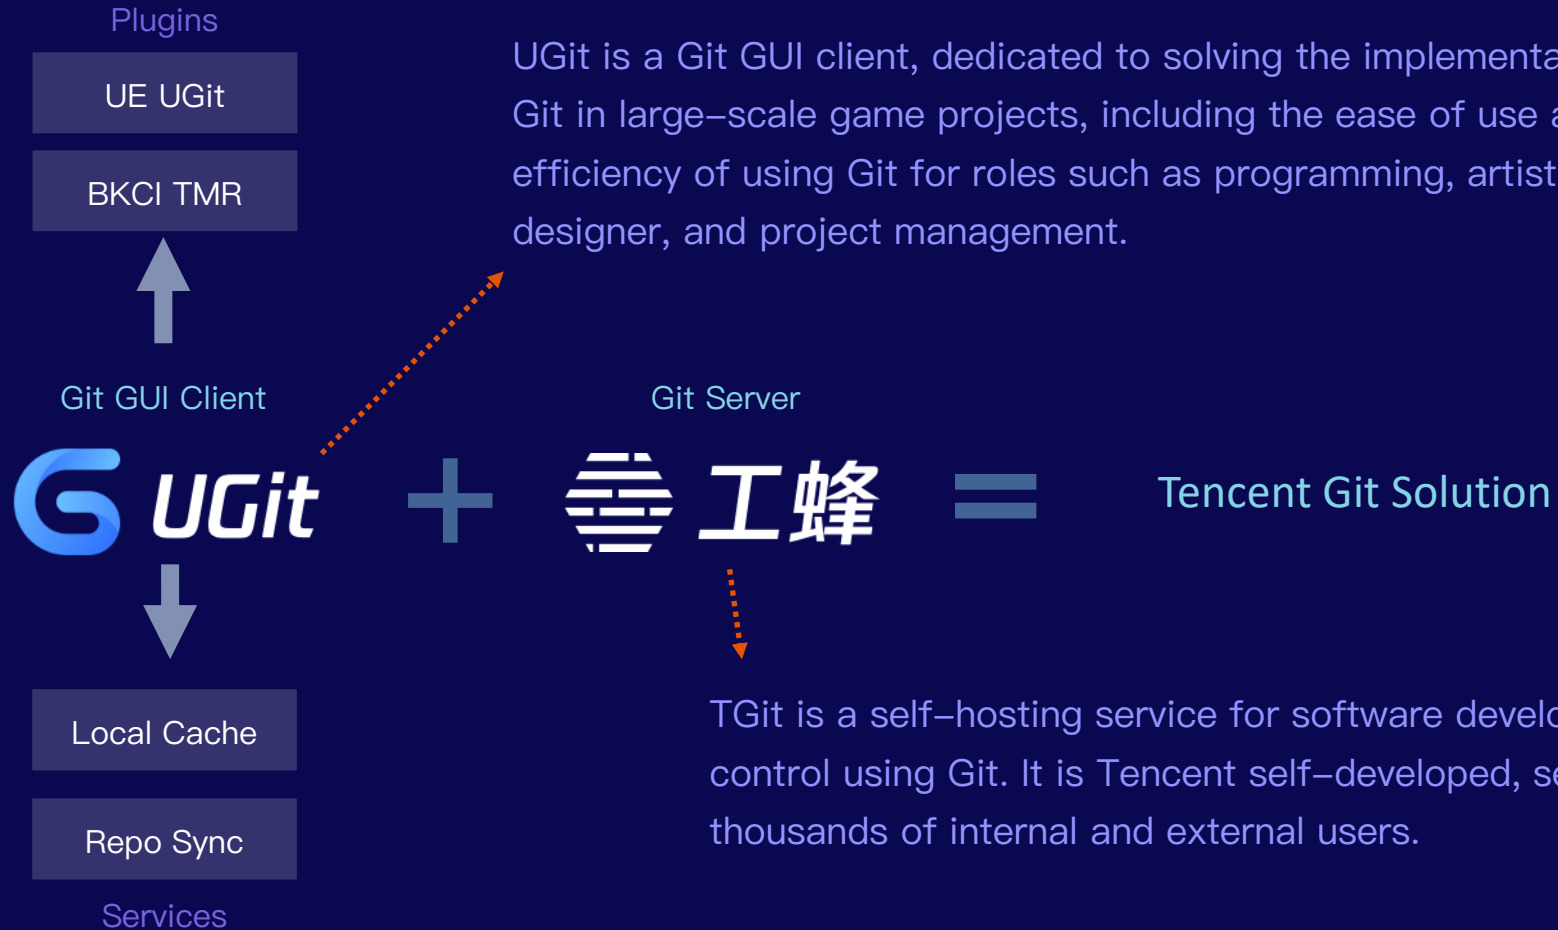 Plugins
UE UGit
BKCI TMR
UGit is a Git GUI client, dedicated to solving the
Git in large-scale game projects, including the ease of use
efficiency of using Git for roles such as programming, artist
designer, and project management.
Git GUI Client
UGit
+
Git Server
工蜂
=
Tencent Git Solution
Local Cache
Repo Sync
Services
TGit is a self-hosting service for software
control using Git. It is Tencent self-developed,
thousands of internal and external users.